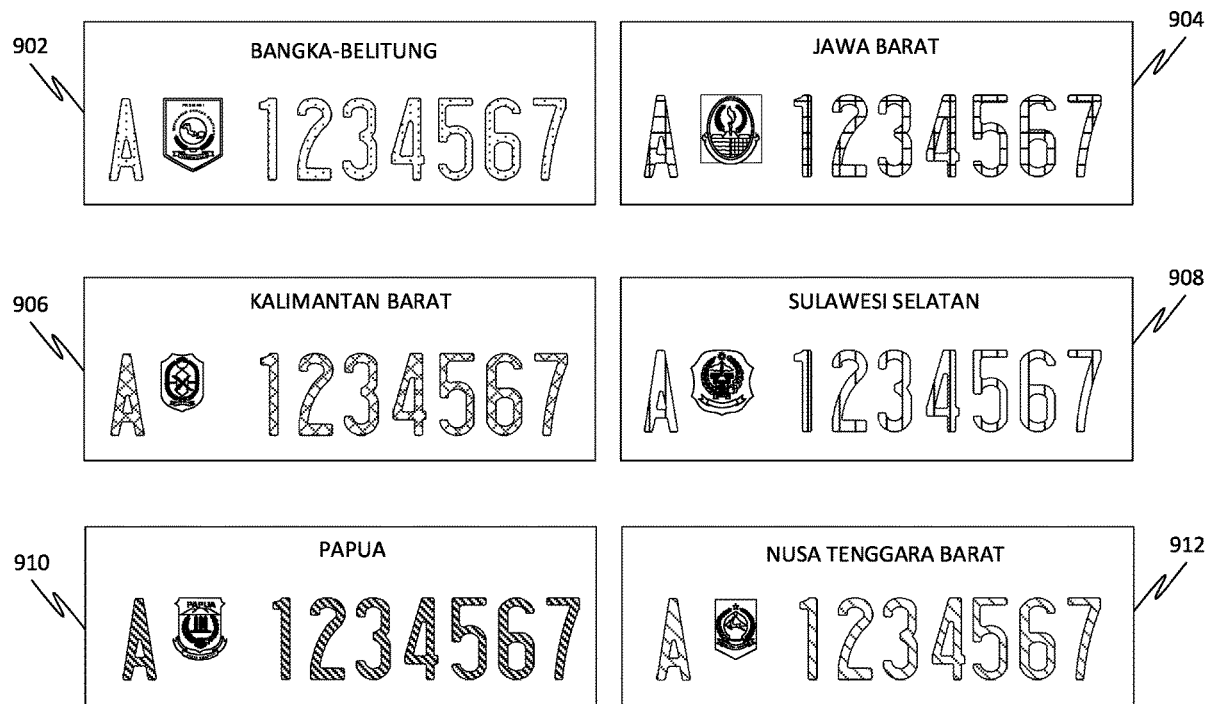 902
BANGKA-BELITUNG
A 1234567
904
JAWA BARAT
A 1234567
906
KALIMANTAN BARAT
A 1234567
908
SULAWESI SELATAN
A 1234567
910
PAPUA
A PAPUA 1234567
912
NUSA TENGGARA BARAT
A 1234567